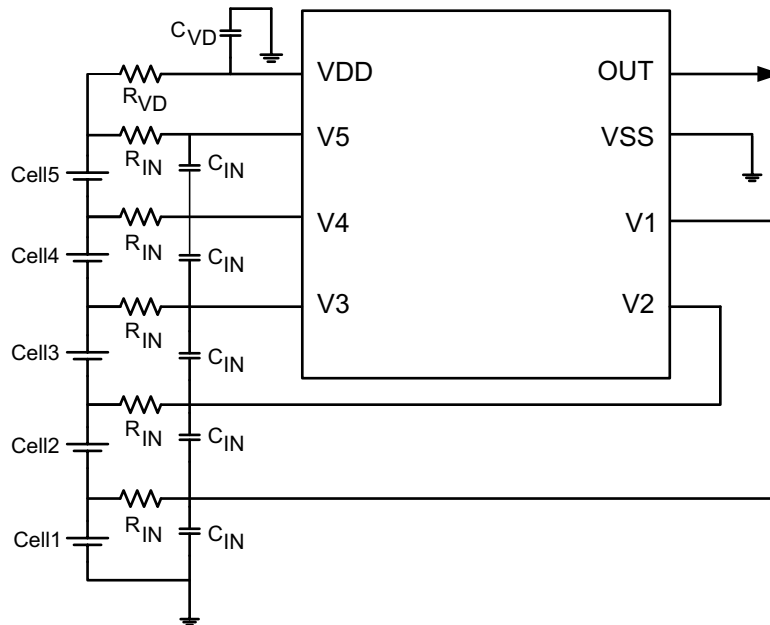 CVD
VDD
OUT
RVD
V5
VSS
RIN
CIN
Cell5
V4
V1
RIN
CIN
Cell4
V3
V2
RIN
CIN
Cell3
RIN
CIN
Cell2
RIN
CIN
Cell1